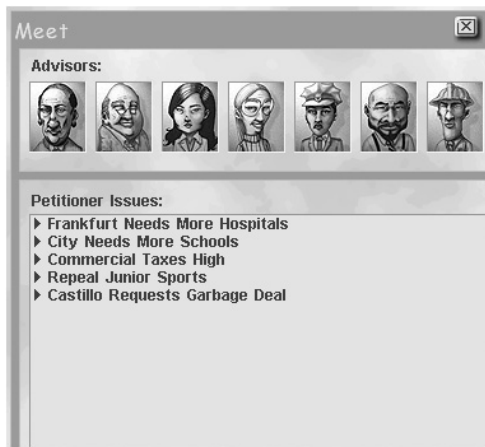 Meet
Advisors:
Petitioner Issues:
Frankfurt Needs More Hospitals
City Needs More Schools
Commercial Taxes High
Repeal Junior Sports
Castillo Requests Garbage Deal